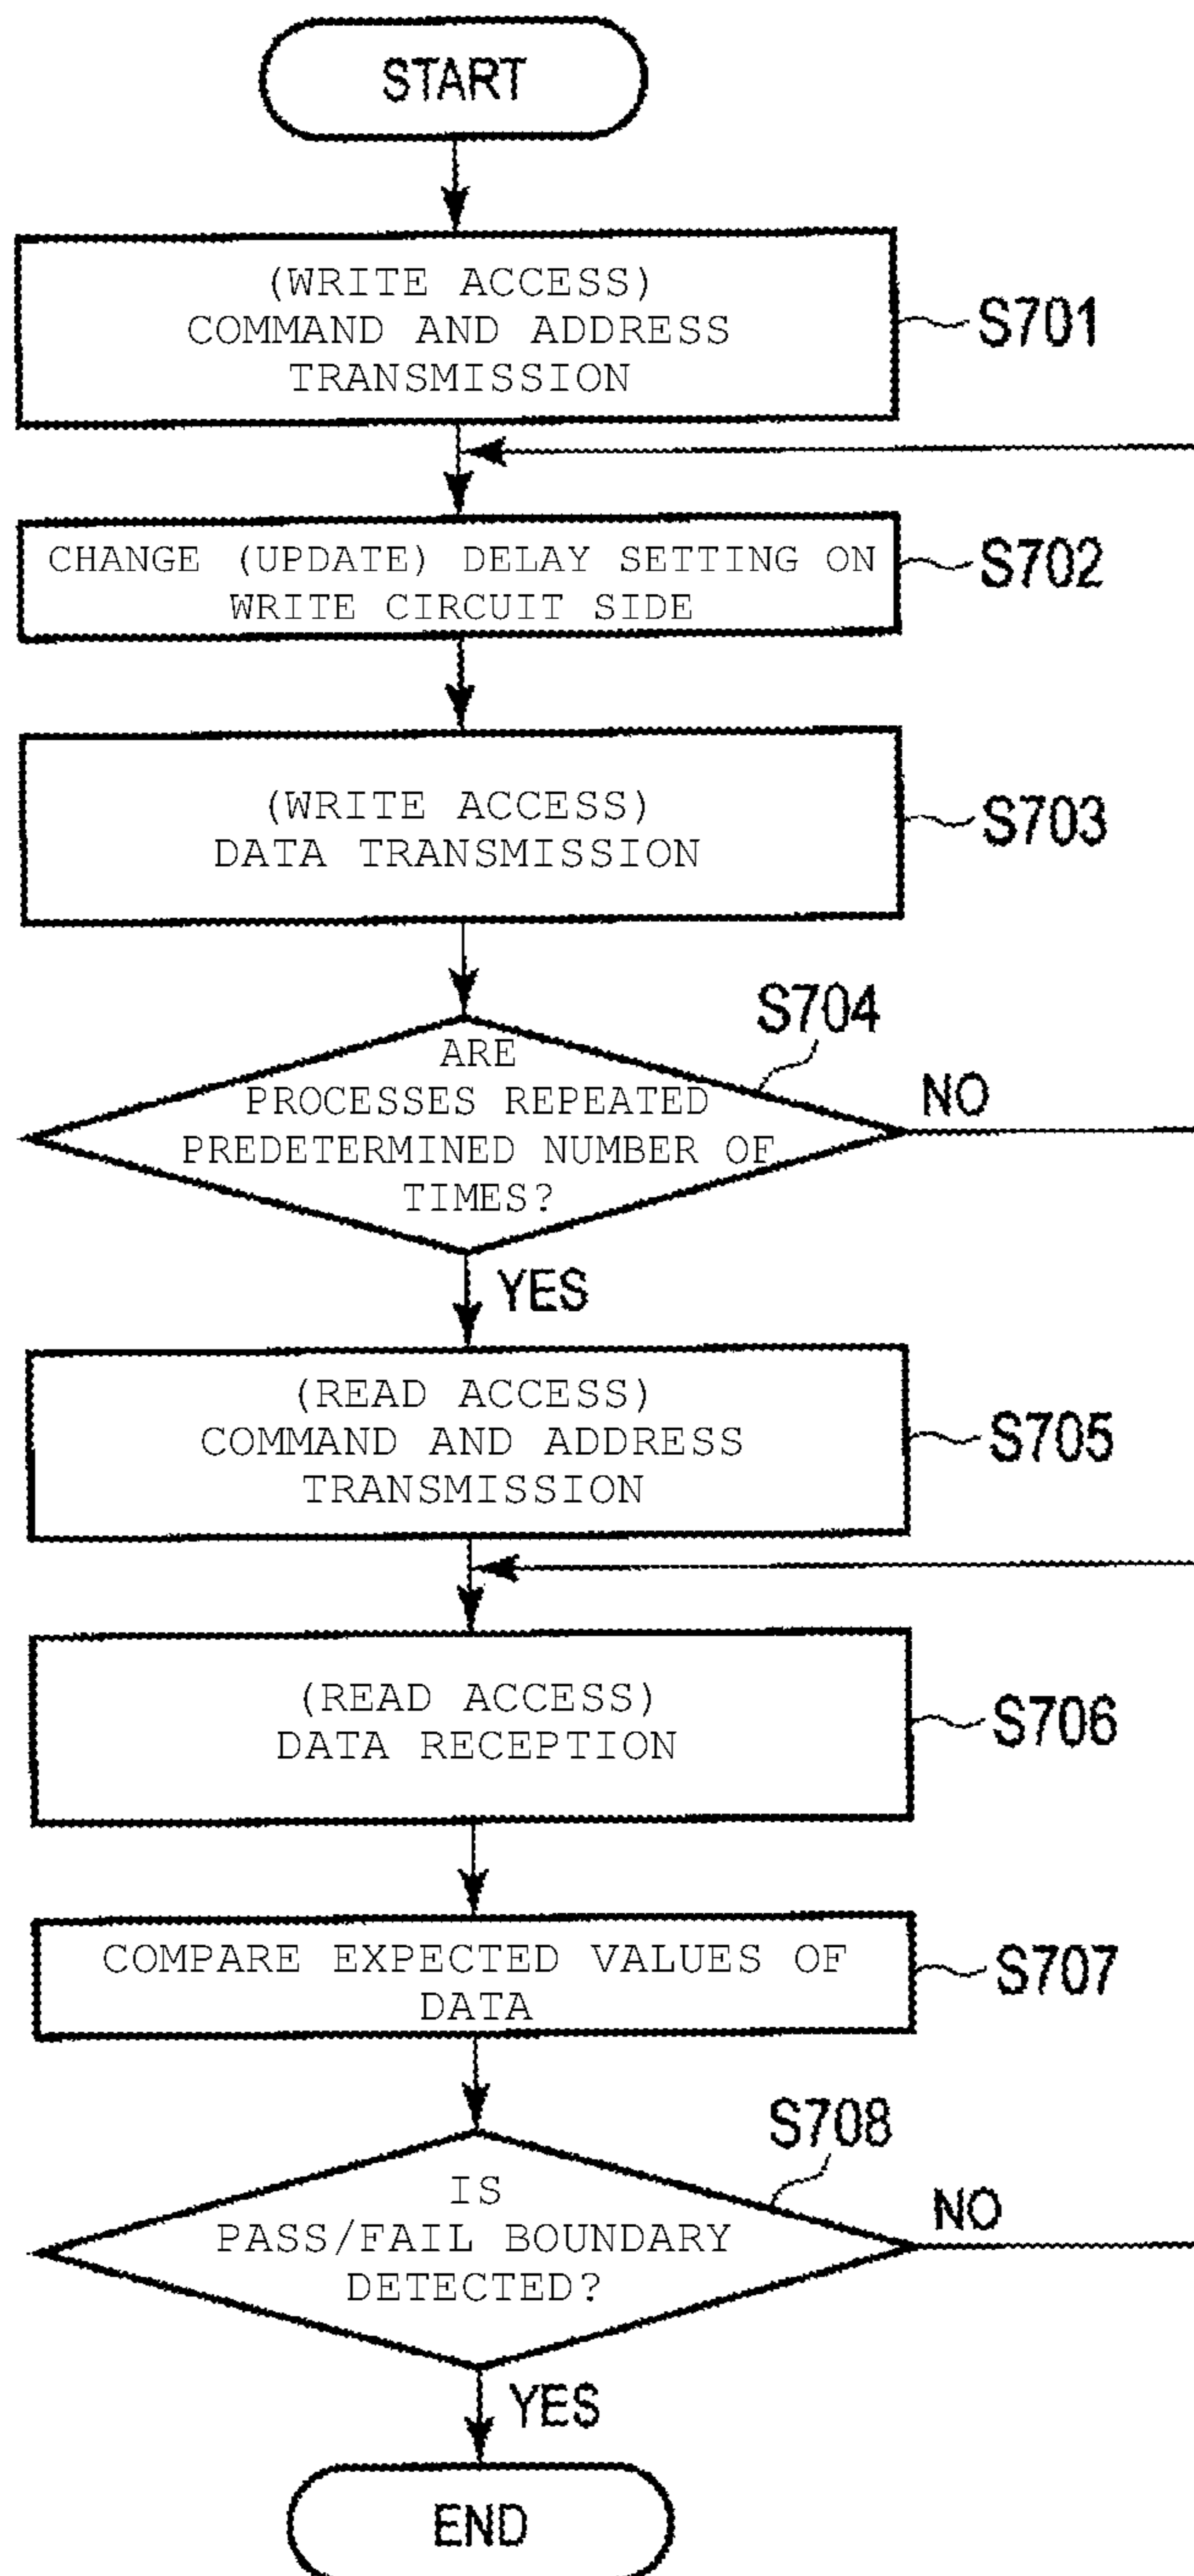 START
(WRITE ACCESS)
COMMAND AND ADDRESS
TRANSMISSION
S701
CHANGE (UPDATE) DELAY SETTING ON
WRITE CIRCUIT SIDE
S702
(WRITE ACCESS)
DATA TRANSMISSION
S703
S704
ARE
PROCESSES REPEATED
PREDETERMINED NUMBER OF
TIMES?
NO
YES
(READ ACCESS)
COMMAND AND ADDRESS
TRANSMISSION
S705
(READ ACCESS)
DATA RECEPTION
S706
COMPARE EXPECTED VALUES OF
DATA
S707
S708
IS
PASS/FAIL BOUNDARY
DETECTED?
NO
YES
END